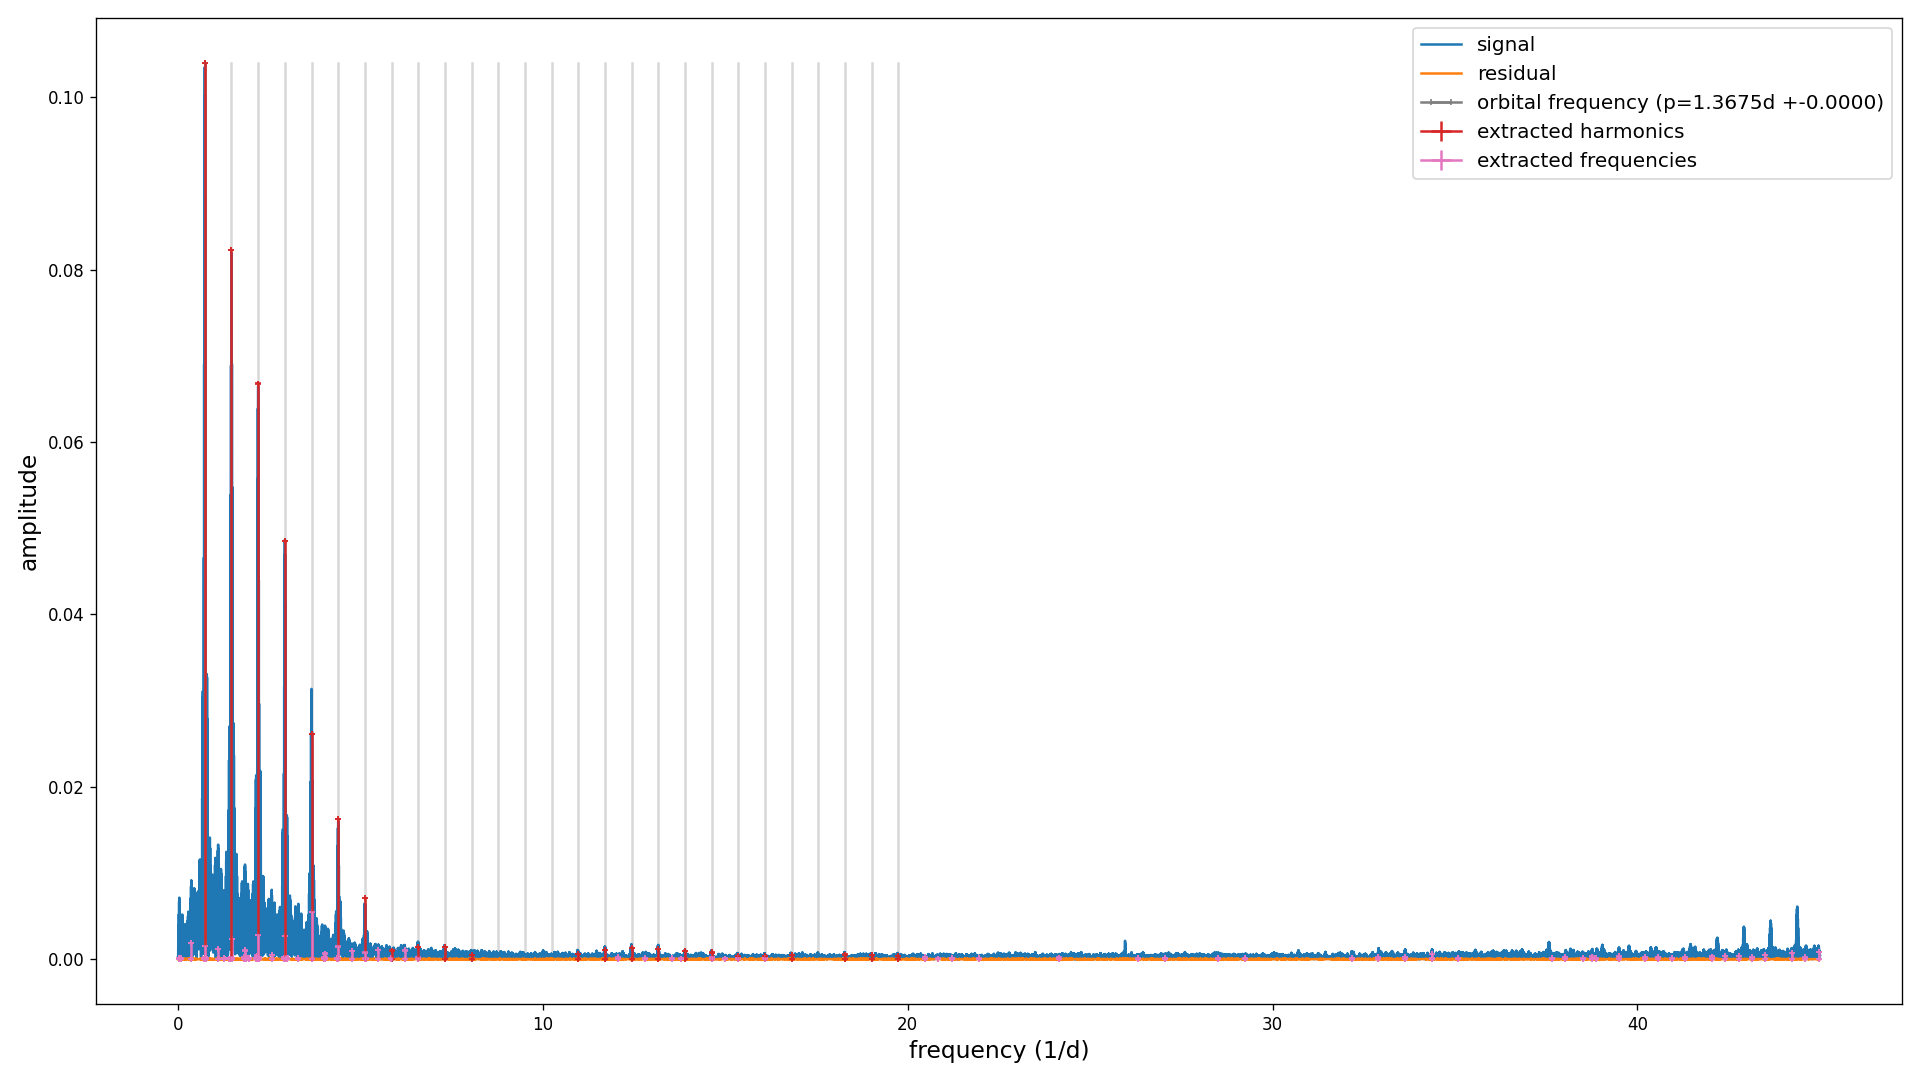 signal
residual
orbital frequency (p=1.3675d +-0.0000)
extracted harmonics
extracted frequencies
0.10
0.08
0.06
0.04
0.02
0.00
amplitude
0 10 20 30 40
frequency (1/d)